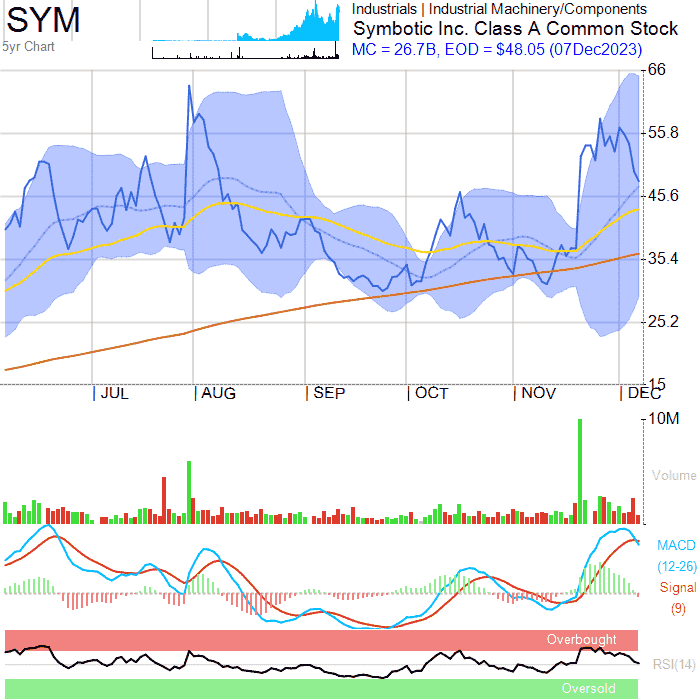 SYM
5yr Chart
Industrials | Industrial Machinery/Components
Symbotic Inc. Class A Common Stock
MC = 26.7B, EOD = $48.05 (07Dec2023)
66
55.8
45.6
35.4
25.2
15
JUL
AUG
SEP
OCT
NOV
DEC
10M
Volume
MACD
(12-26)
Signal
(9)
Overbought
RSI(14)
Oversold